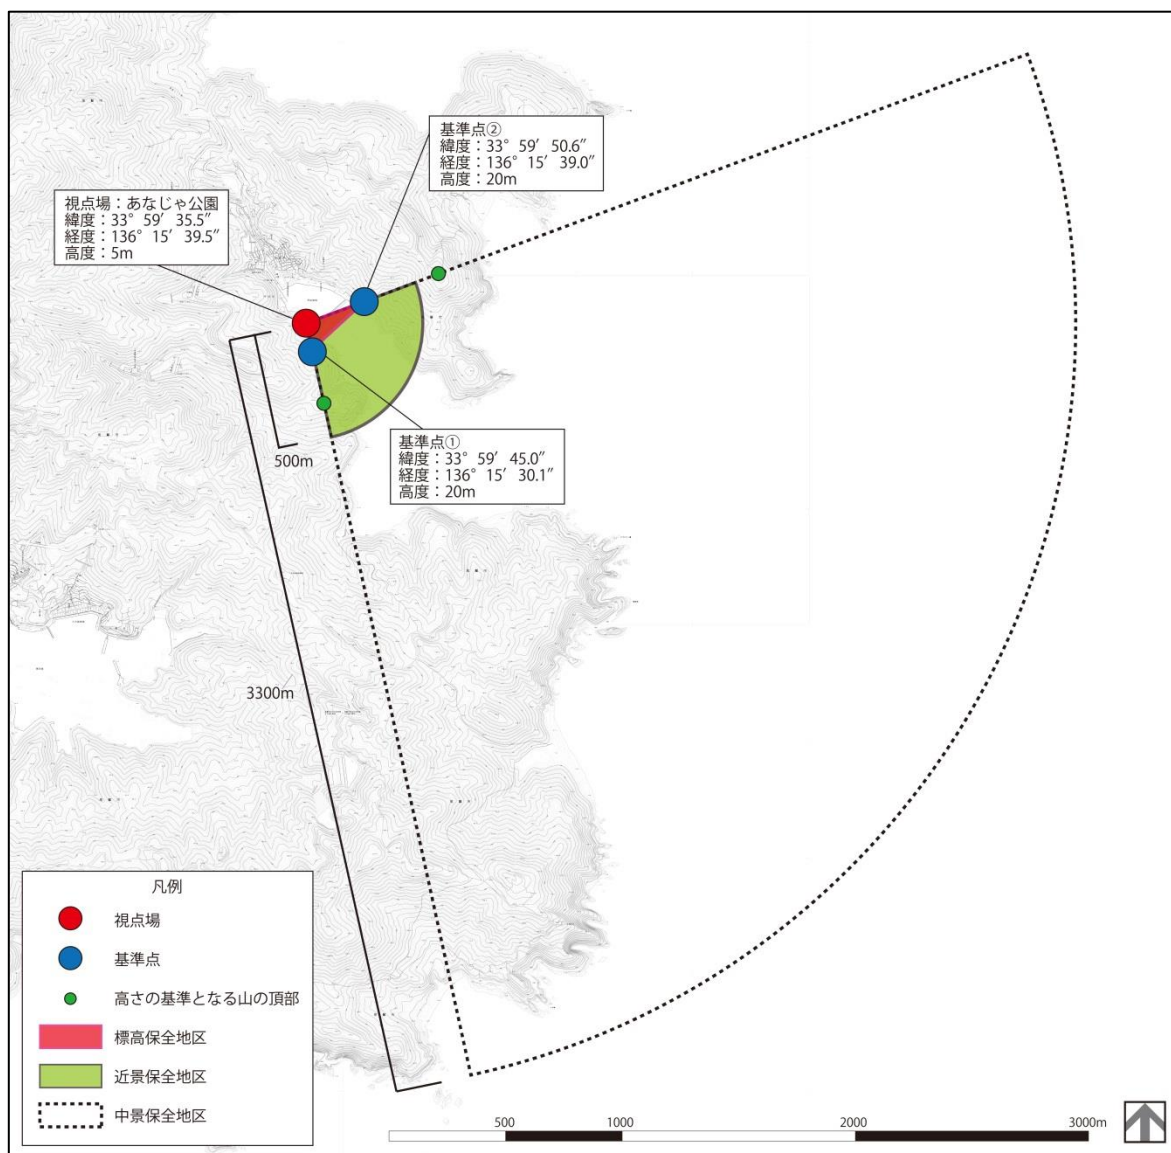 基準点②
緯度：33° 59′ 50.6″
経度：136° 15′ 39.0″
高度：20m
視点場：あなじゃ公園
緯度：33° 59′ 35.5″
経度：136° 15′ 39.5″
高度：5m
基準点①
緯度：33° 59′ 45.0″
経度：136° 15′ 30.1″
高度：20m
500m
3300m
凡例
視点場
基準点
高さの基準となる山の頂部
標高保全地区
近景保全地区
中景保全地区
500
1000
2000
3000m